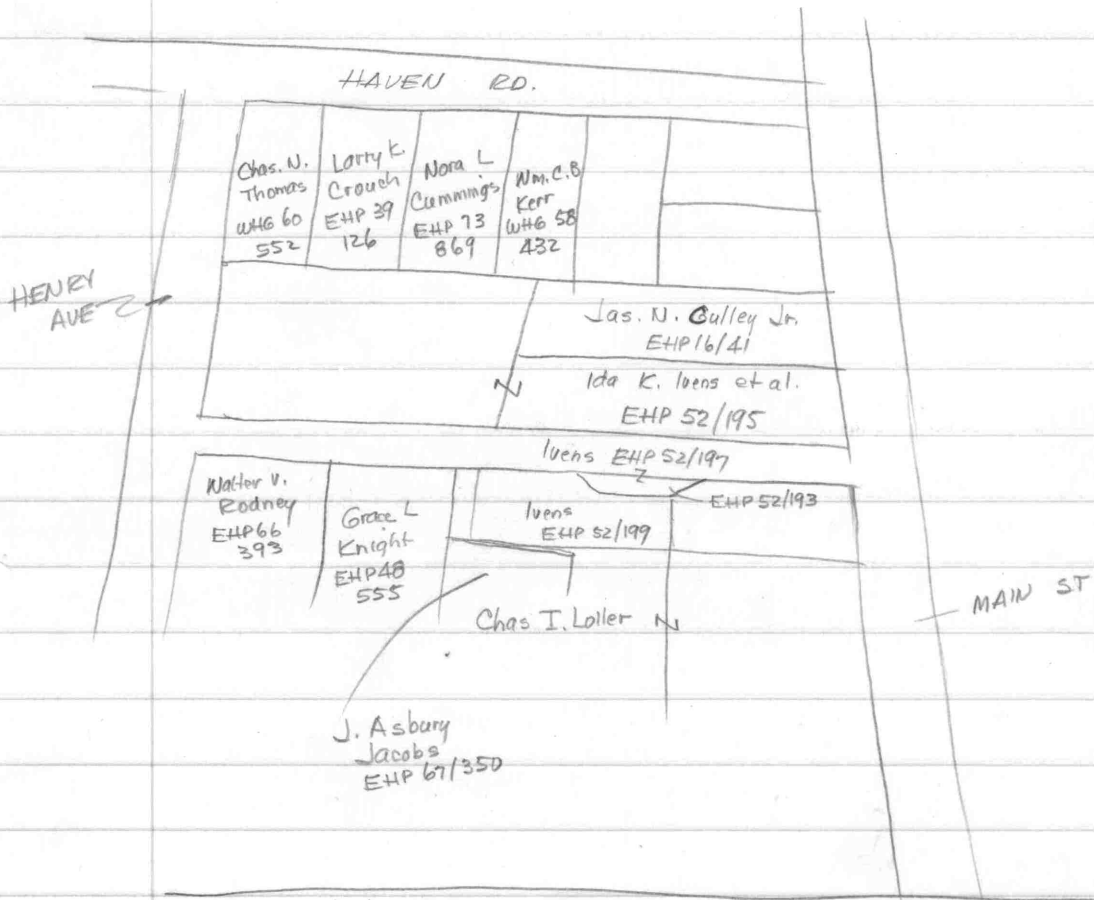 HAVEN RD.
Chas. N.
Thomas
WHG 60
552
Larry K.
Crouch
EHP 39
126
Nora L
Cummings
EHP 73
869
Wm. C. B
Kerr
WHG 58
432
HENRY
AVE
Jas. N. Culley Jr.
EHP 16/41
Ida K. Ivens et al.
EHP 52/195
Ivens EHP 52/197
Walter V.
Rodney
EHP 66
393
Grace L
Knight
EHP 48
555
Ivens
EHP 52/199
EHP 52/193
Chas I. Loller
MAIN ST
J. Asbury
Jacobs
EHP 67/350